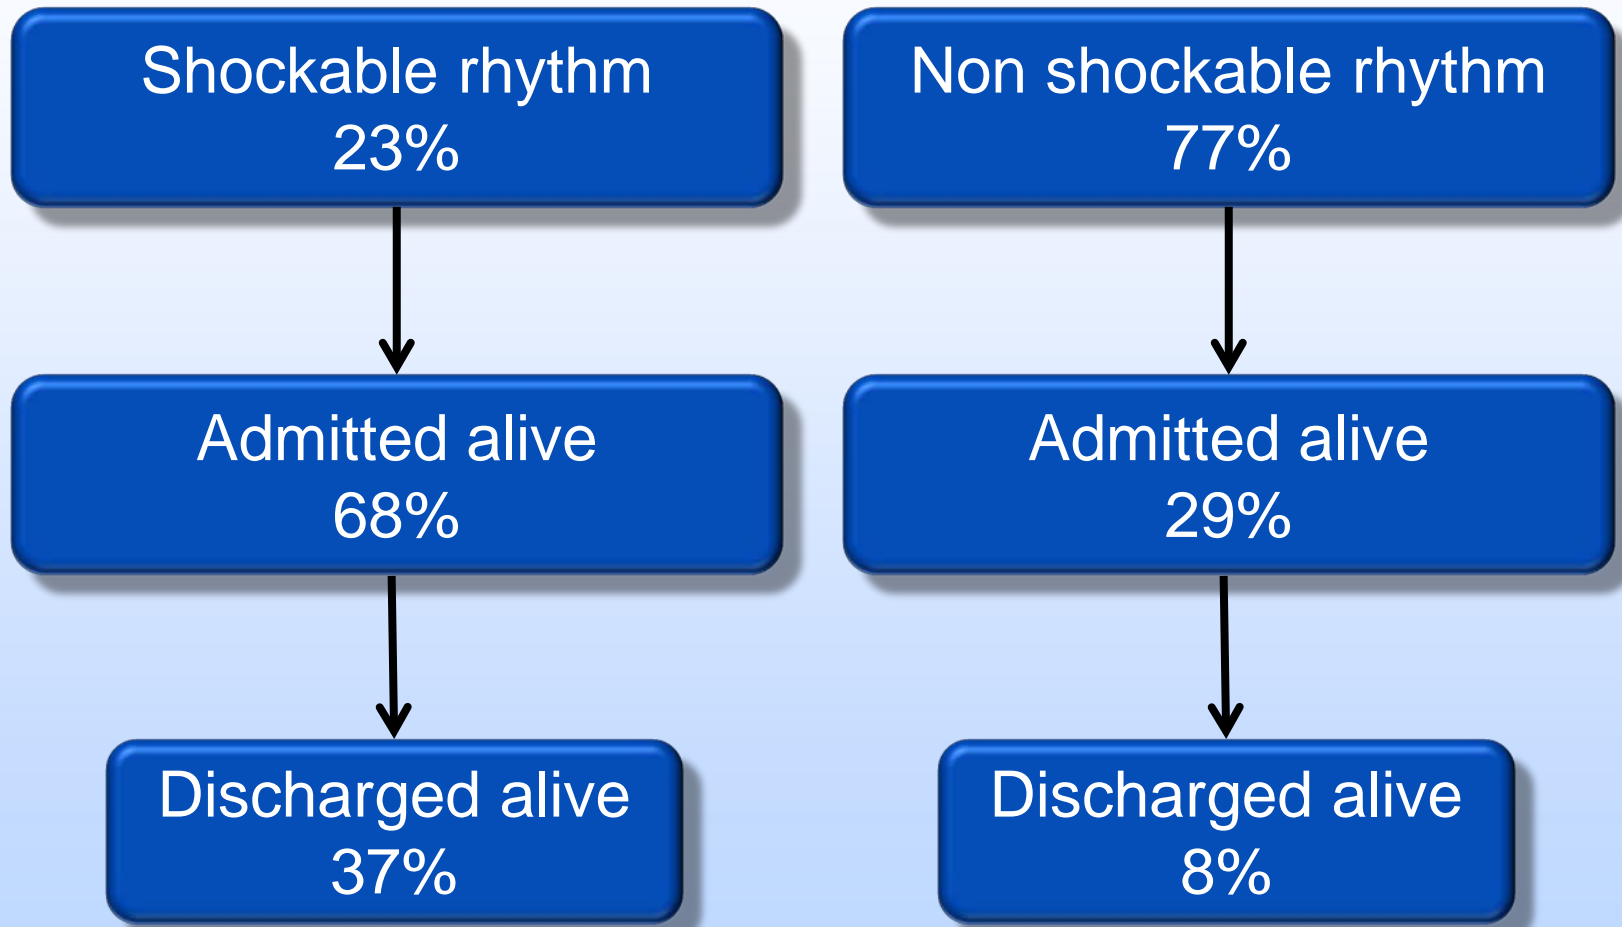 Shockable rhythm
23%
Non shockable rhythm
77%
Admitted alive
68%
Admitted alive
29%
Discharged alive
37%
Discharged alive
8%